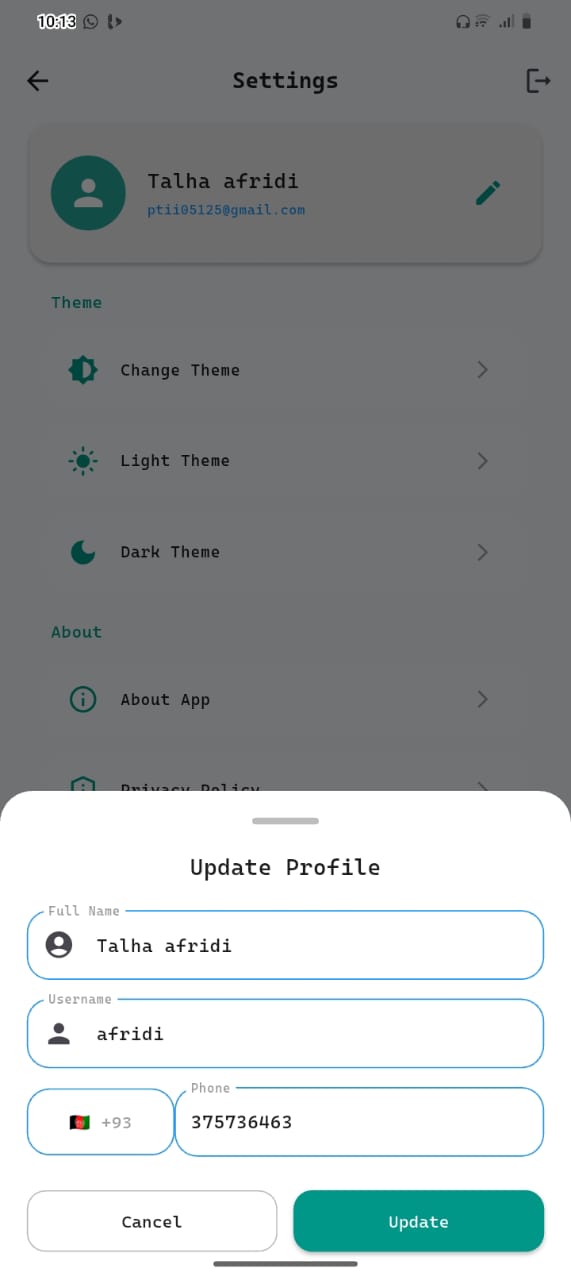 10:13
Settings
Talha afridi
ptii05125@gmail.com
Theme
Change Theme
Light Theme
Dark Theme
About
About App
Privacy Policy
Update Profile
Full Name
Talha afridi
Username
afridi
+93
Phone
375736463
Cancel
Update